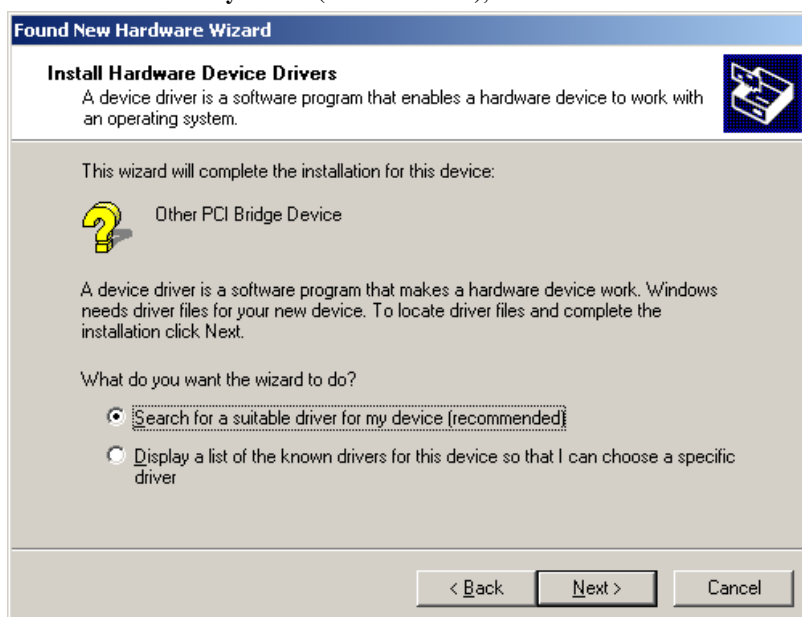 Found New Hardware Wizard
Install Hardware Device Drivers
A device driver is a software program that enables a hardware device to work with
an operating system.
This wizard will complete the installation for this device:
Other PCI Bridge Device
A device driver is a software program that makes a hardware device work. Windows
needs driver files for your new device. To locate driver files and complete the
installation click Next.
What do you want the wizard to do?
Search for a suitable driver for my device (recommended)
Display a list of the known drivers for this device so that I can choose a specific
driver
< Back Next > Cancel